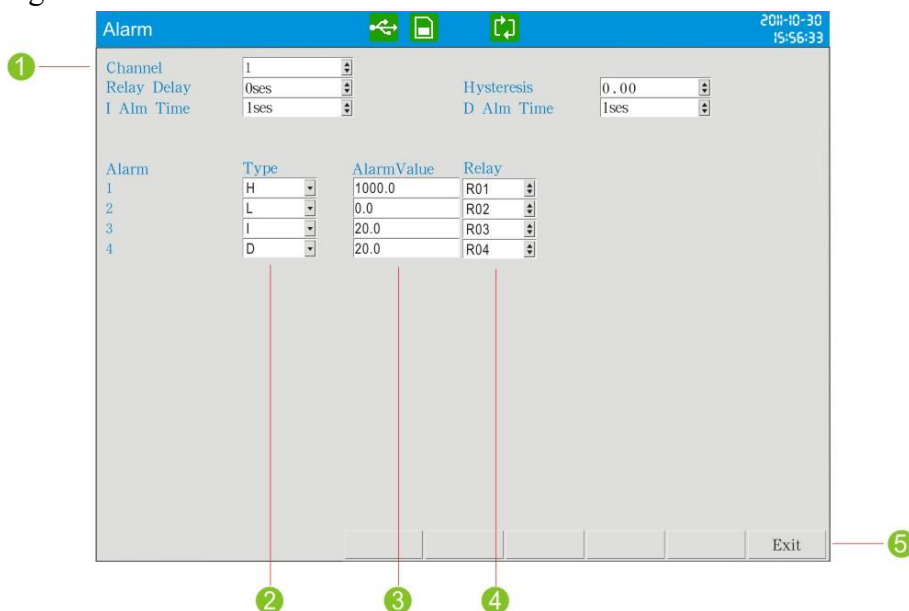 Alarm 2011-10-30
15:56:33
1
Channel 1
Relay Delay 0ses Hysteresis 0.00
I Alm Time 1ses D Alm Time 1ses
Alarm Type AlarmValue Relay
1 H 1000.0 R01
2 L 0.0 R02
3 I 20.0 R03
4 D 20.0 R04
Exit 5
2 3 4